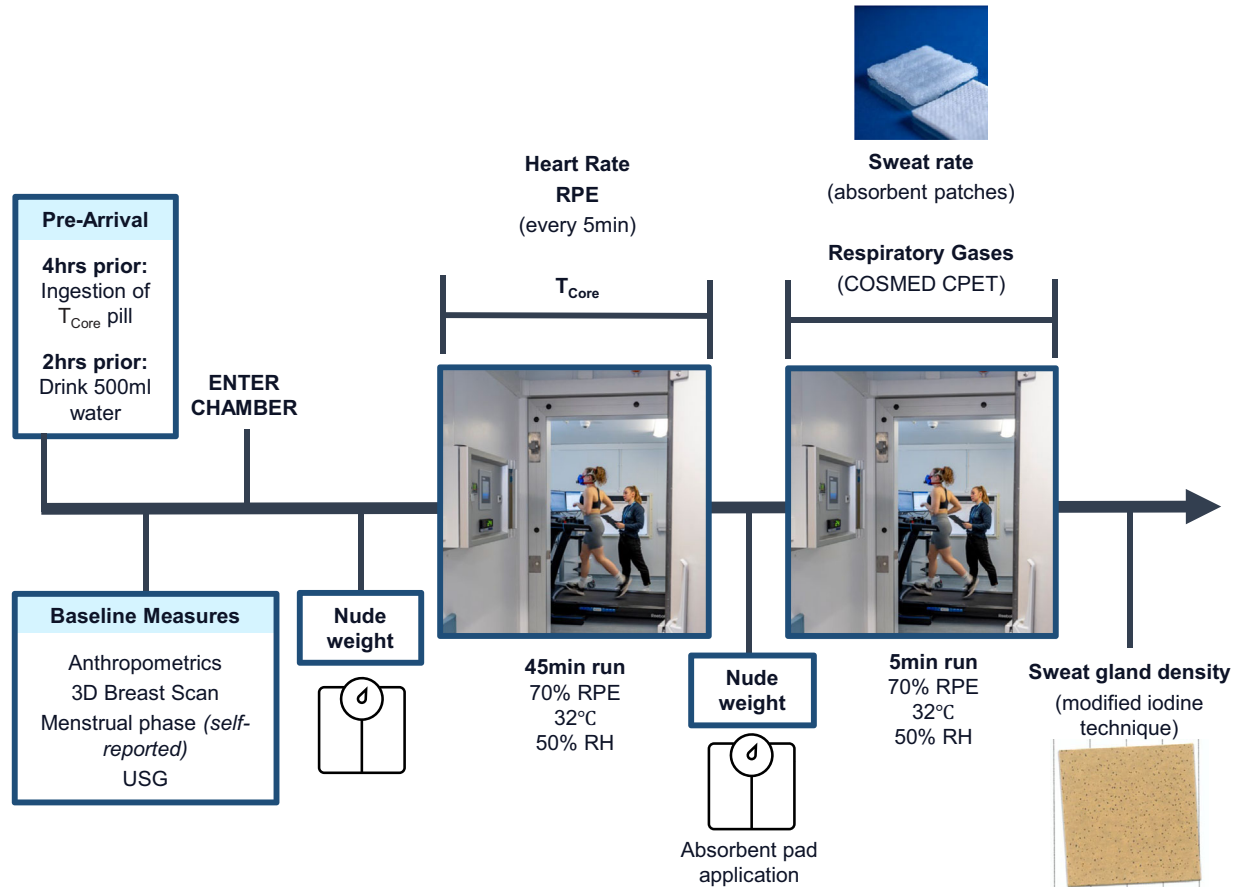 Pre-Arrival
4hrs prior:
Ingestion of
TCore pill
2hrs prior:
Drink 500ml
water
ENTER
CHAMBER
Baseline Measures
Anthropometrics
3D Breast Scan
Menstrual phase (self-
reported)
USG
Nude
weight
Heart Rate
RPE
(every 5min)
TCore
45min run
70% RPE
32℃
50% RH
Nude
weight
Absorbent pad
application
Sweat rate
(absorbent patches)
Respiratory Gases
(COSMED CPET)
5min run
70% RPE
32℃
50% RH
Sweat gland density
(modified iodine
technique)